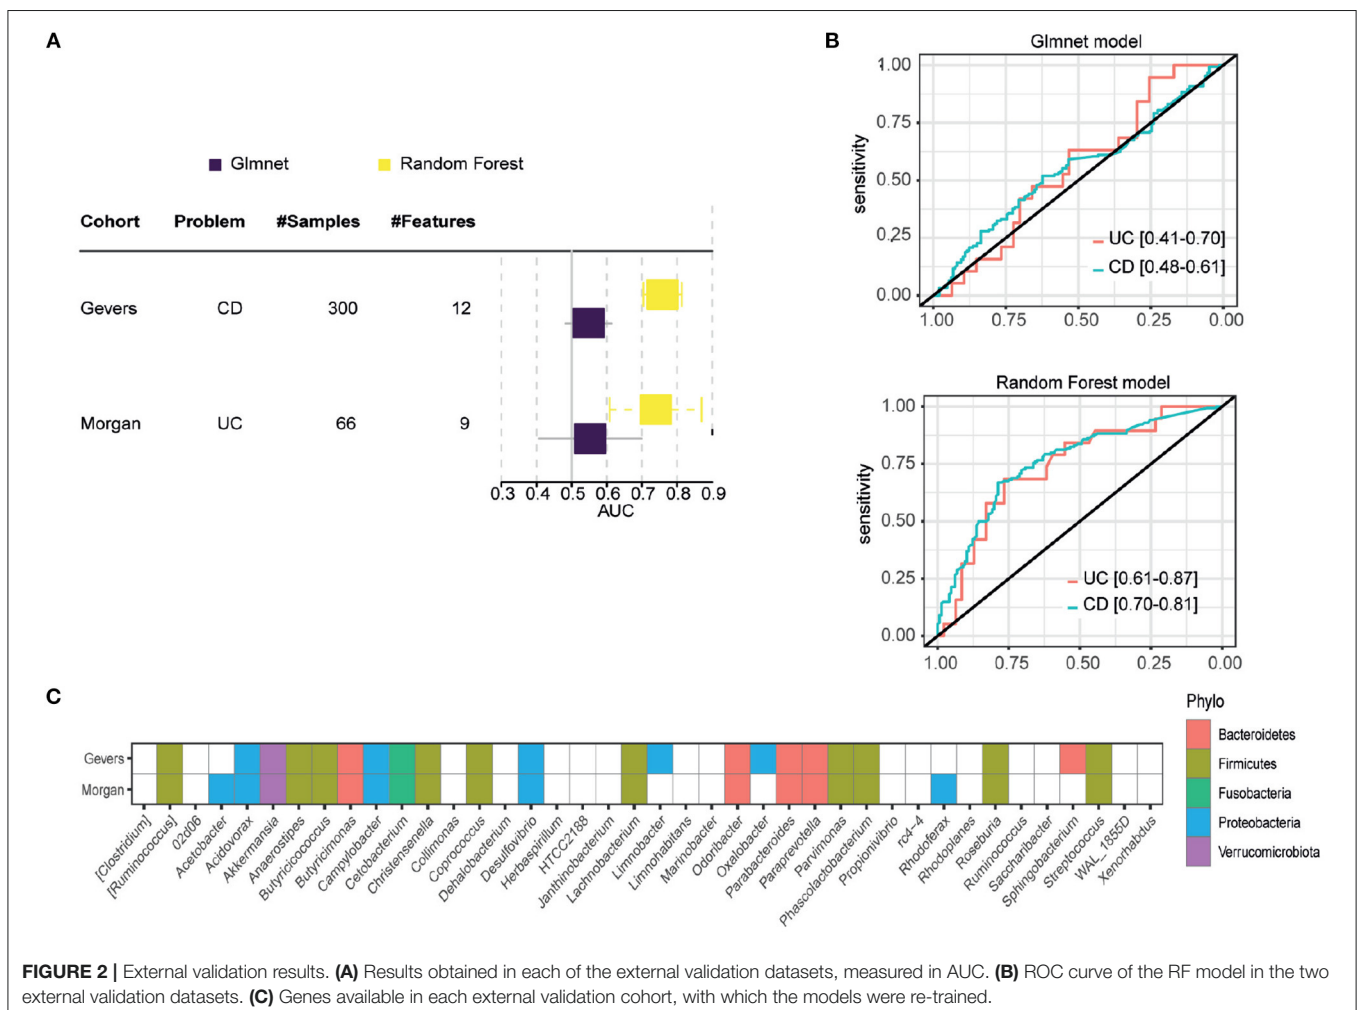 A
Glmnet
Random Forest
Cohort Problem #Samples #Features
Gevers CD 300 12
Morgan UC 66 9
0.3 0.4 0.5 0.6 0.7 0.8 0.9
AUC
B
Glmnet model
1.00
0.75
0.50
0.25
0.00
sensitivity
UC [0.41-0.70]
CD [0.48-0.61]
1.00 0.75 0.50 0.25 0.00
Random Forest model
1.00
0.75
0.50
0.25
0.00
sensitivity
UC [0.61-0.87]
CD [0.70-0.81]
1.00 0.75 0.50 0.25 0.00
C
Gevers
Morgan
[Clostridium]
[Ruminococcus]
02d06
Acetobacter
Acidovorax
Akkermansia
Anaerostipes
Butyricicoccus
Butyricimonas
Campylobacter
Cetobacterium
Christensenella
Collimonas
Coprococcus
Dehalobacterium
Desulfovibrio
Herbaspirillum
HTCC2188
Janthinobacterium
Lachnobacterium
Limnobacter
Limnohabitans
Marinobacter
Odoribacter
Oxalobacter
Parabacteroides
Paraprevotella
Parvimonas
Phascolactobacterium
Propionivibrio
rc4-4
Rhodoferax
Rhodoplanes
Roseburia
Ruminococcus
Saccharibacter
Sphingobacterium
Streptococcus
WAL_1855D
Xenorhabdus
Phylo
Bacteroidetes
Firmicutes
Fusobacteria
Proteobacteria
Verrucomicrobiota
FIGURE 2 | External validation results. (A) Results obtained in each of the external validation datasets, measured in AUC. (B) ROC curve of the RF model in the two
external validation datasets. (C) Genes available in each external validation cohort, with which the models were re-trained.